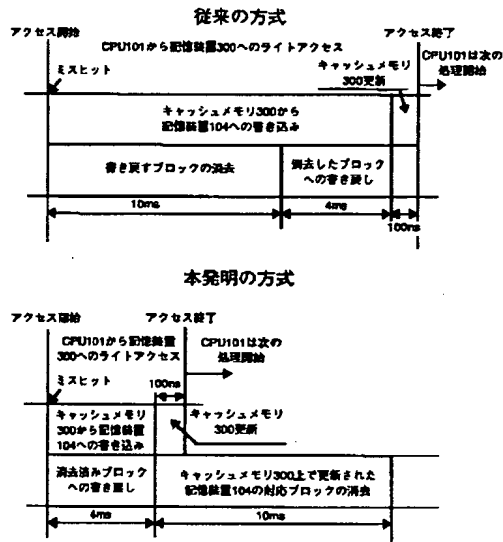 従来の方式
アクセス開始
アクセス終了
CPU101から記憶装置300へのライトアクセス
CPU101は次の
処理開始
ミスヒット
キャッシュメモリ
300更新
キャッシュメモリ300から
記憶装置104への書き込み
書き戻すブロックの消去
消去したブロック
への書き戻し
10ms
4ms
100ns
本発明の方式
アクセス開始
アクセス終了
CPU101から記憶装置
300へのライトアクセス
CPU101は次の
処理開始
ミスヒット
100ns
キャッシュメモリ
300から記憶装置
104への書き込み
キャッシュメモリ
300更新
消去済みブロック
への書き戻し
キャッシュメモリ300上で更新された
記憶装置104の対応ブロックの消去
4ms
10ms